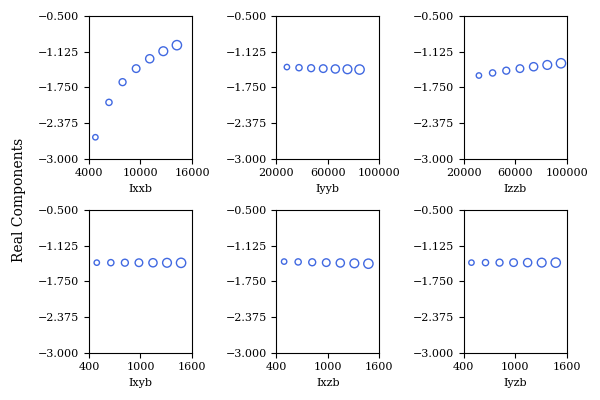 Real Components
−0.500 −0.500 −0.500
−1.125 −1.125 −1.125
−1.750 −1.750 −1.750
−2.375 −2.375 −2.375
−3.000 −3.000 −3.000
4000 10000 16000 20000 60000 100000 20000 60000 100000
Ixxb Iyyb Izzb
−0.500 −0.500 −0.500
−1.125 −1.125 −1.125
−1.750 −1.750 −1.750
−2.375 −2.375 −2.375
−3.000 −3.000 −3.000
400 1000 1600 400 1000 1600 400 1000 1600
Ixyb Ixzb Iyzb